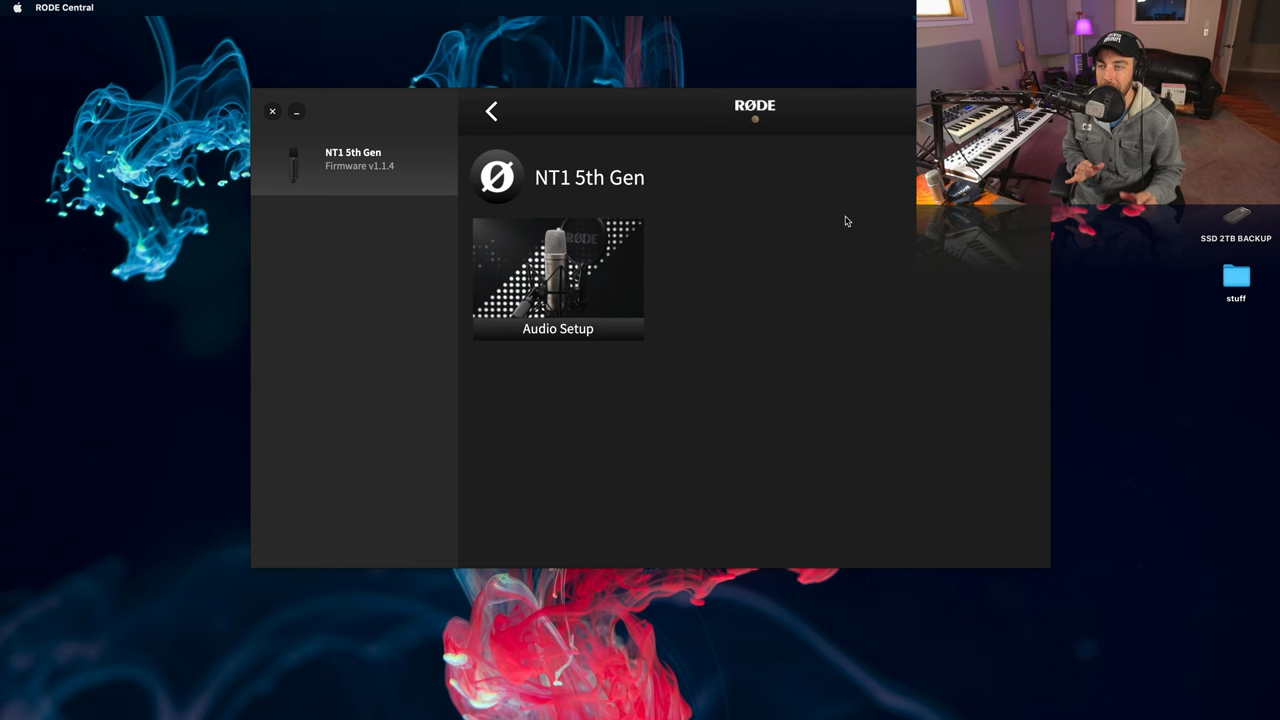 RODE Central
NT1 5th Gen
Firmware v1.1.4
RØDE
NT1 5th Gen
RØDE
Audio Setup
SSD 2TB BACKUP
stuff